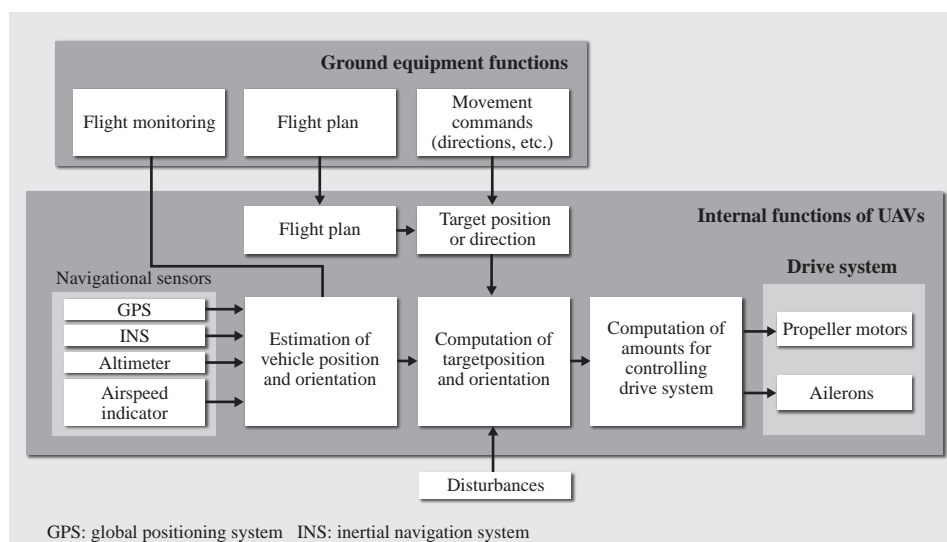 Ground equipment functions
Flight monitoring
Flight plan
Movement
commands
(directions, etc.)
Internal functions of UAVs
Flight plan
Target position
or direction
Navigational sensors
GPS
INS
Altimeter
Airspeed
indicator
Estimation of
vehicle position
and orientation
Computation of
targetposition
and orientation
Computation of
amounts for
controlling
drive system
Drive system
Propeller motors
Ailerons
Disturbances
GPS: global positioning system INS: inertial navigation system